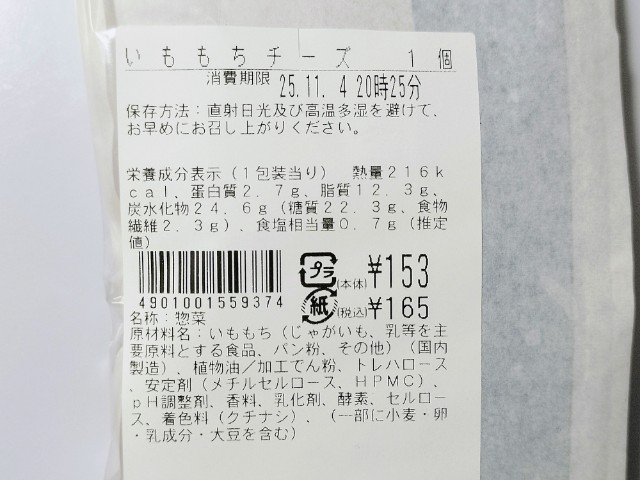 いももちチーズ　1個
消費期限 25.11. 4 20時25分
保存方法：直射日光及び高温多湿を避けて、
お早めにお召し上がりください。
栄養成分表示（1包装当り）　熱量216k
cal、蛋白質2.7g、脂質12.3g、
炭水化物24.6g（糖質22.3g、食物
繊維2.3g）、食塩相当量0.7g（推定
値）
プラ (本体) ¥153
4901001559374 紙 (税込) ¥165
名称：惣菜
原材料名：いももち（じゃがいも、乳等を主
要原料とする食品、パン粉、その他）（国内
製造）、植物油／加工でん粉、トレハロース、
安定剤（メチルセルロース、HPMC）、
pH調整剤、香料、乳化剤、酵素、セルロー
ス、着色料（クチナシ）、（一部に小麦・卵
・乳成分・大豆を含む）